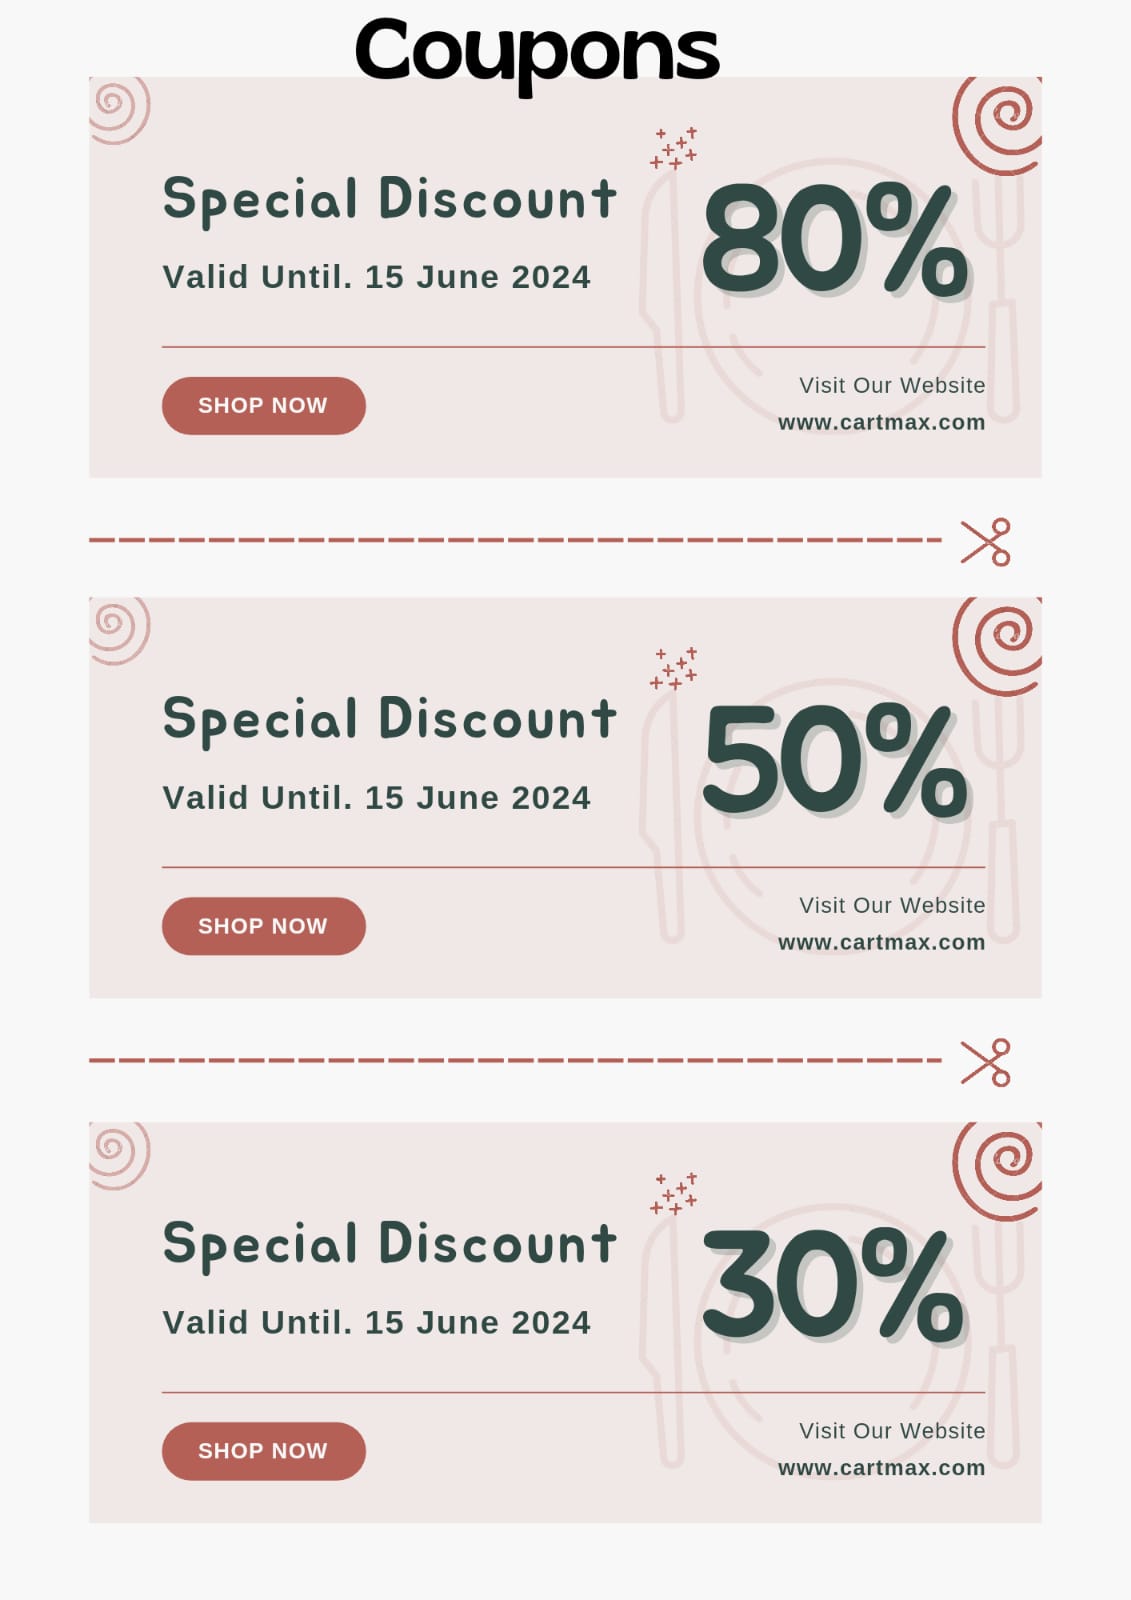 Coupons
Special Discount
80%
Valid Until. 15 June 2024
SHOP NOW
Visit Our Website
www.cartmax.com
Special Discount
50%
Valid Until. 15 June 2024
SHOP NOW
Visit Our Website
www.cartmax.com
Special Discount
30%
Valid Until. 15 June 2024
SHOP NOW
Visit Our Website
www.cartmax.com